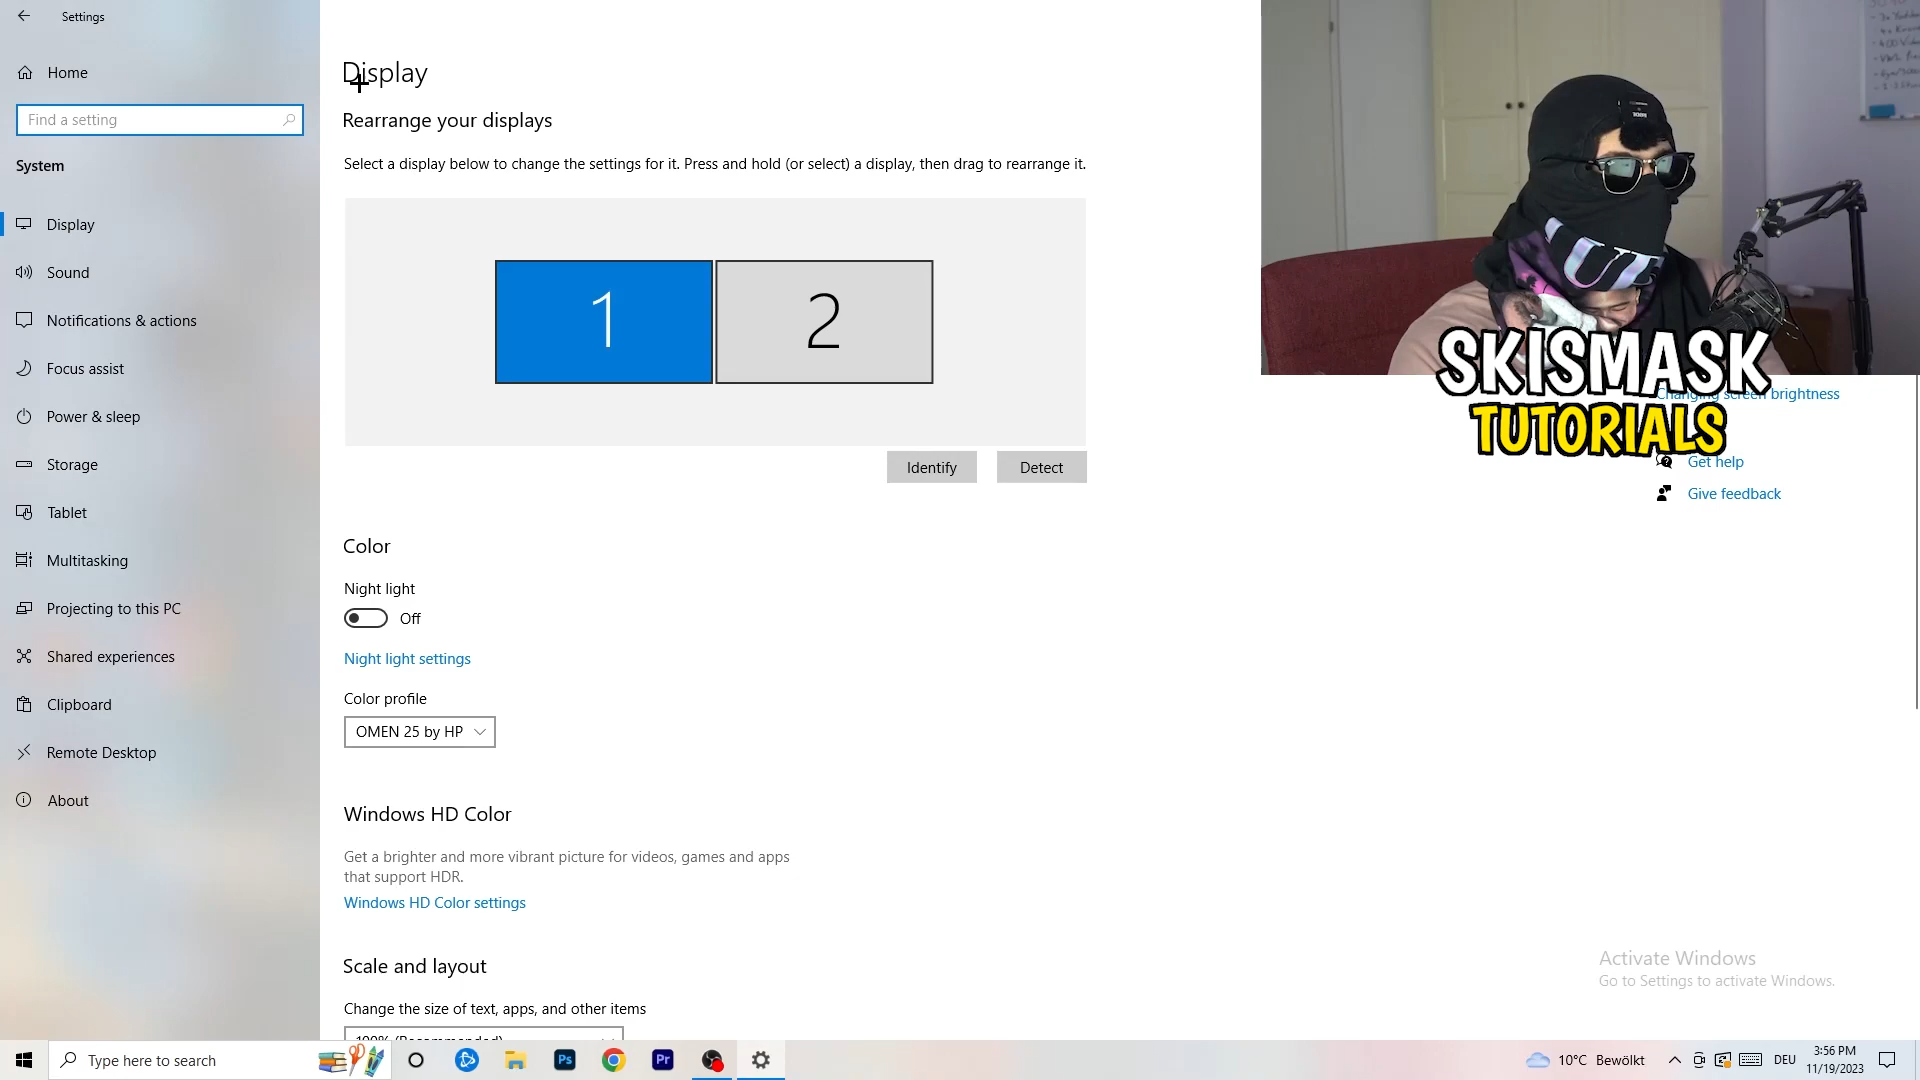 Settings
Home
Find a setting
System
Display
Sound
Notifications & actions
Focus assist
Power & sleep
Storage
Tablet
Multitasking
Projecting to this PC
Shared experiences
Clipboard
Remote Desktop
About
Display
Rearrange your displays
Select a display below to change the settings for it. Press and hold (or select) a display, then drag to rearrange it.
1
2
Identify
Detect
Color
Night light
Off
Night light settings
Color profile
OMEN 25 by HP
Windows HD Color
Get a brighter and more vibrant picture for videos, games and apps
that support HDR.
Windows HD Color settings
Scale and layout
Change the size of text, apps, and other items
100% (Recommended)
SKISMASK
TUTORIALS
Changing screen brightness
Get help
Give feedback
Activate Windows
Go to Settings to activate Windows.
Type here to search
Ps
Pr
10°C Bewölkt
DEU
3:56 PM
11/19/2023